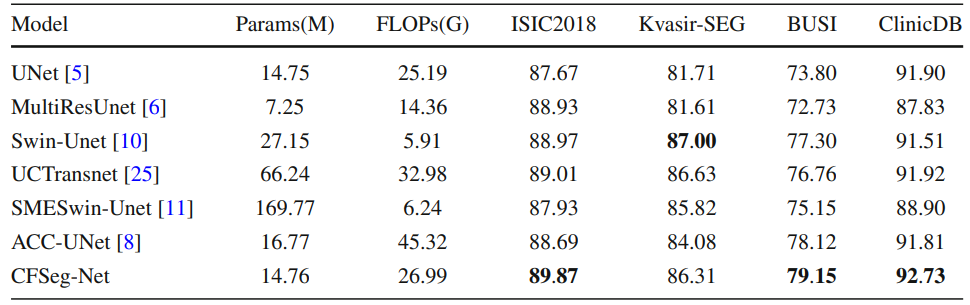 Model Params(M) FLOPs(G) ISIC2018 Kvasir-SEG BUSI ClinicDB
UNet [5] 14.75 25.19 87.67 81.71 73.80 91.90
MultiResUnet [6] 7.25 14.36 88.93 81.61 72.73 87.83
Swin-Unet [10] 27.15 5.91 88.97 87.00 77.30 91.51
UCTransnet [25] 66.24 32.98 89.01 86.63 76.76 91.92
SMESwin-Unet [11] 169.77 6.24 87.93 85.82 75.15 88.90
ACC-UNet [8] 16.77 45.32 88.69 84.08 78.12 91.81
CFSeg-Net 14.76 26.99 89.87 86.31 79.15 92.73